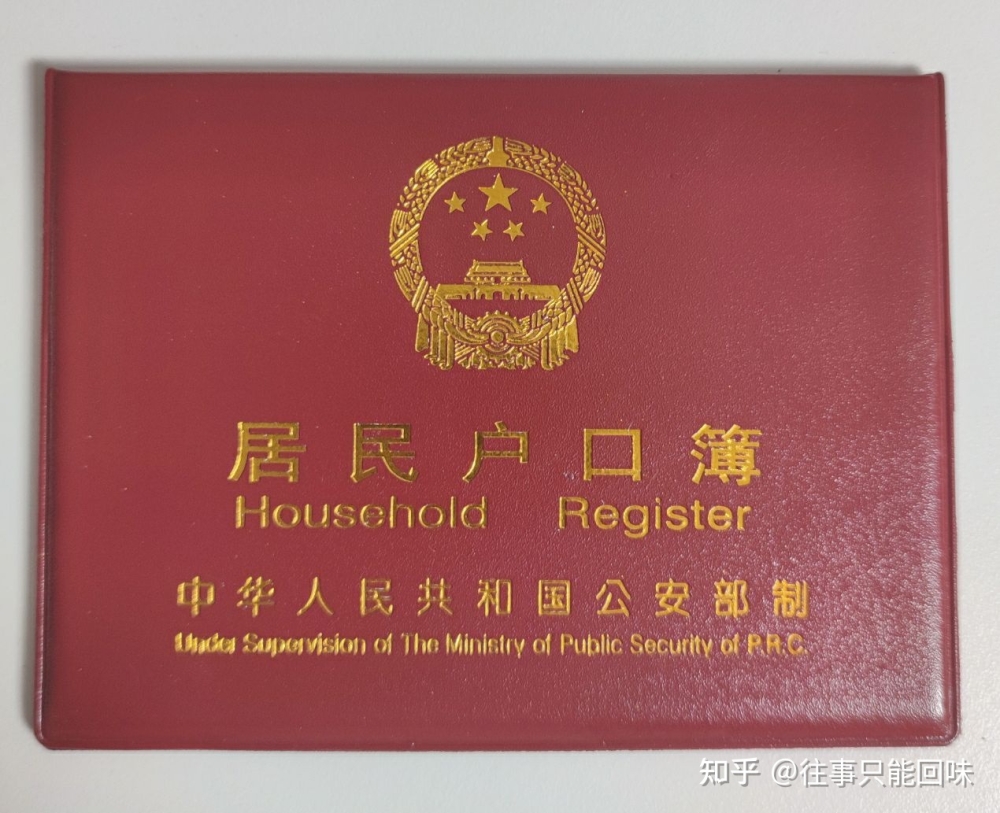 居民户口簿
Household Register
中华人民共和国公安部制
Under Supervision of The Ministry of Public Security of P.R.C.
知乎 @往事只能回味